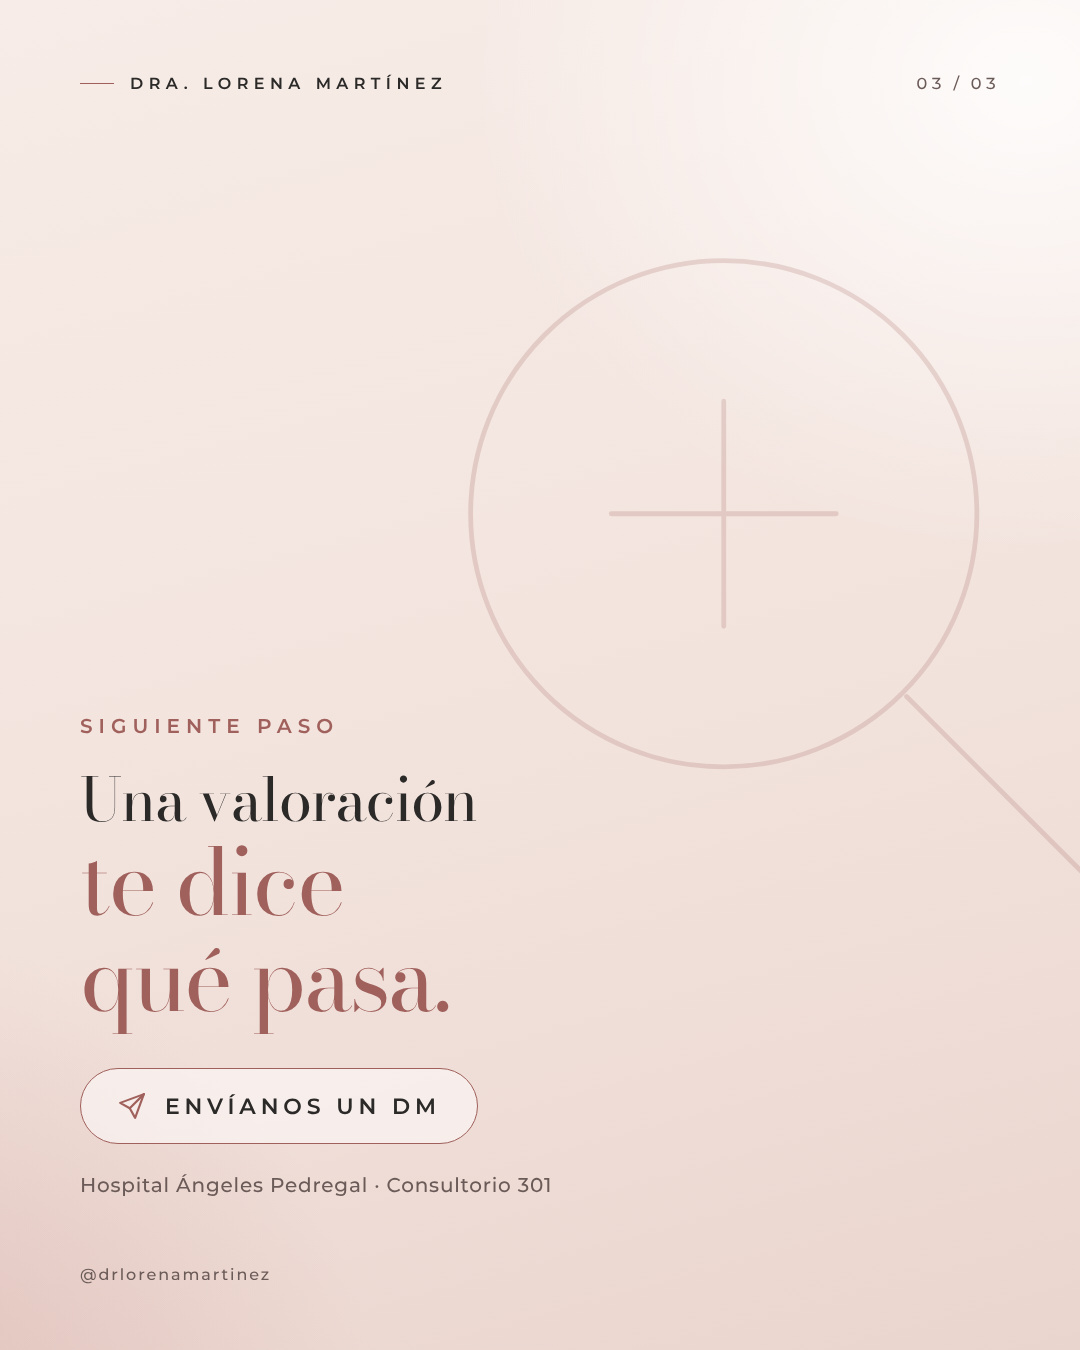 DRA. LORENA MARTÍNEZ
03 / 03
SIGUIENTE PASO
Una valoración
te dice
qué pasa.
ENVÍANOS UN DM
Hospital Ángeles Pedregal · Consultorio 301
@drlorenamartinez